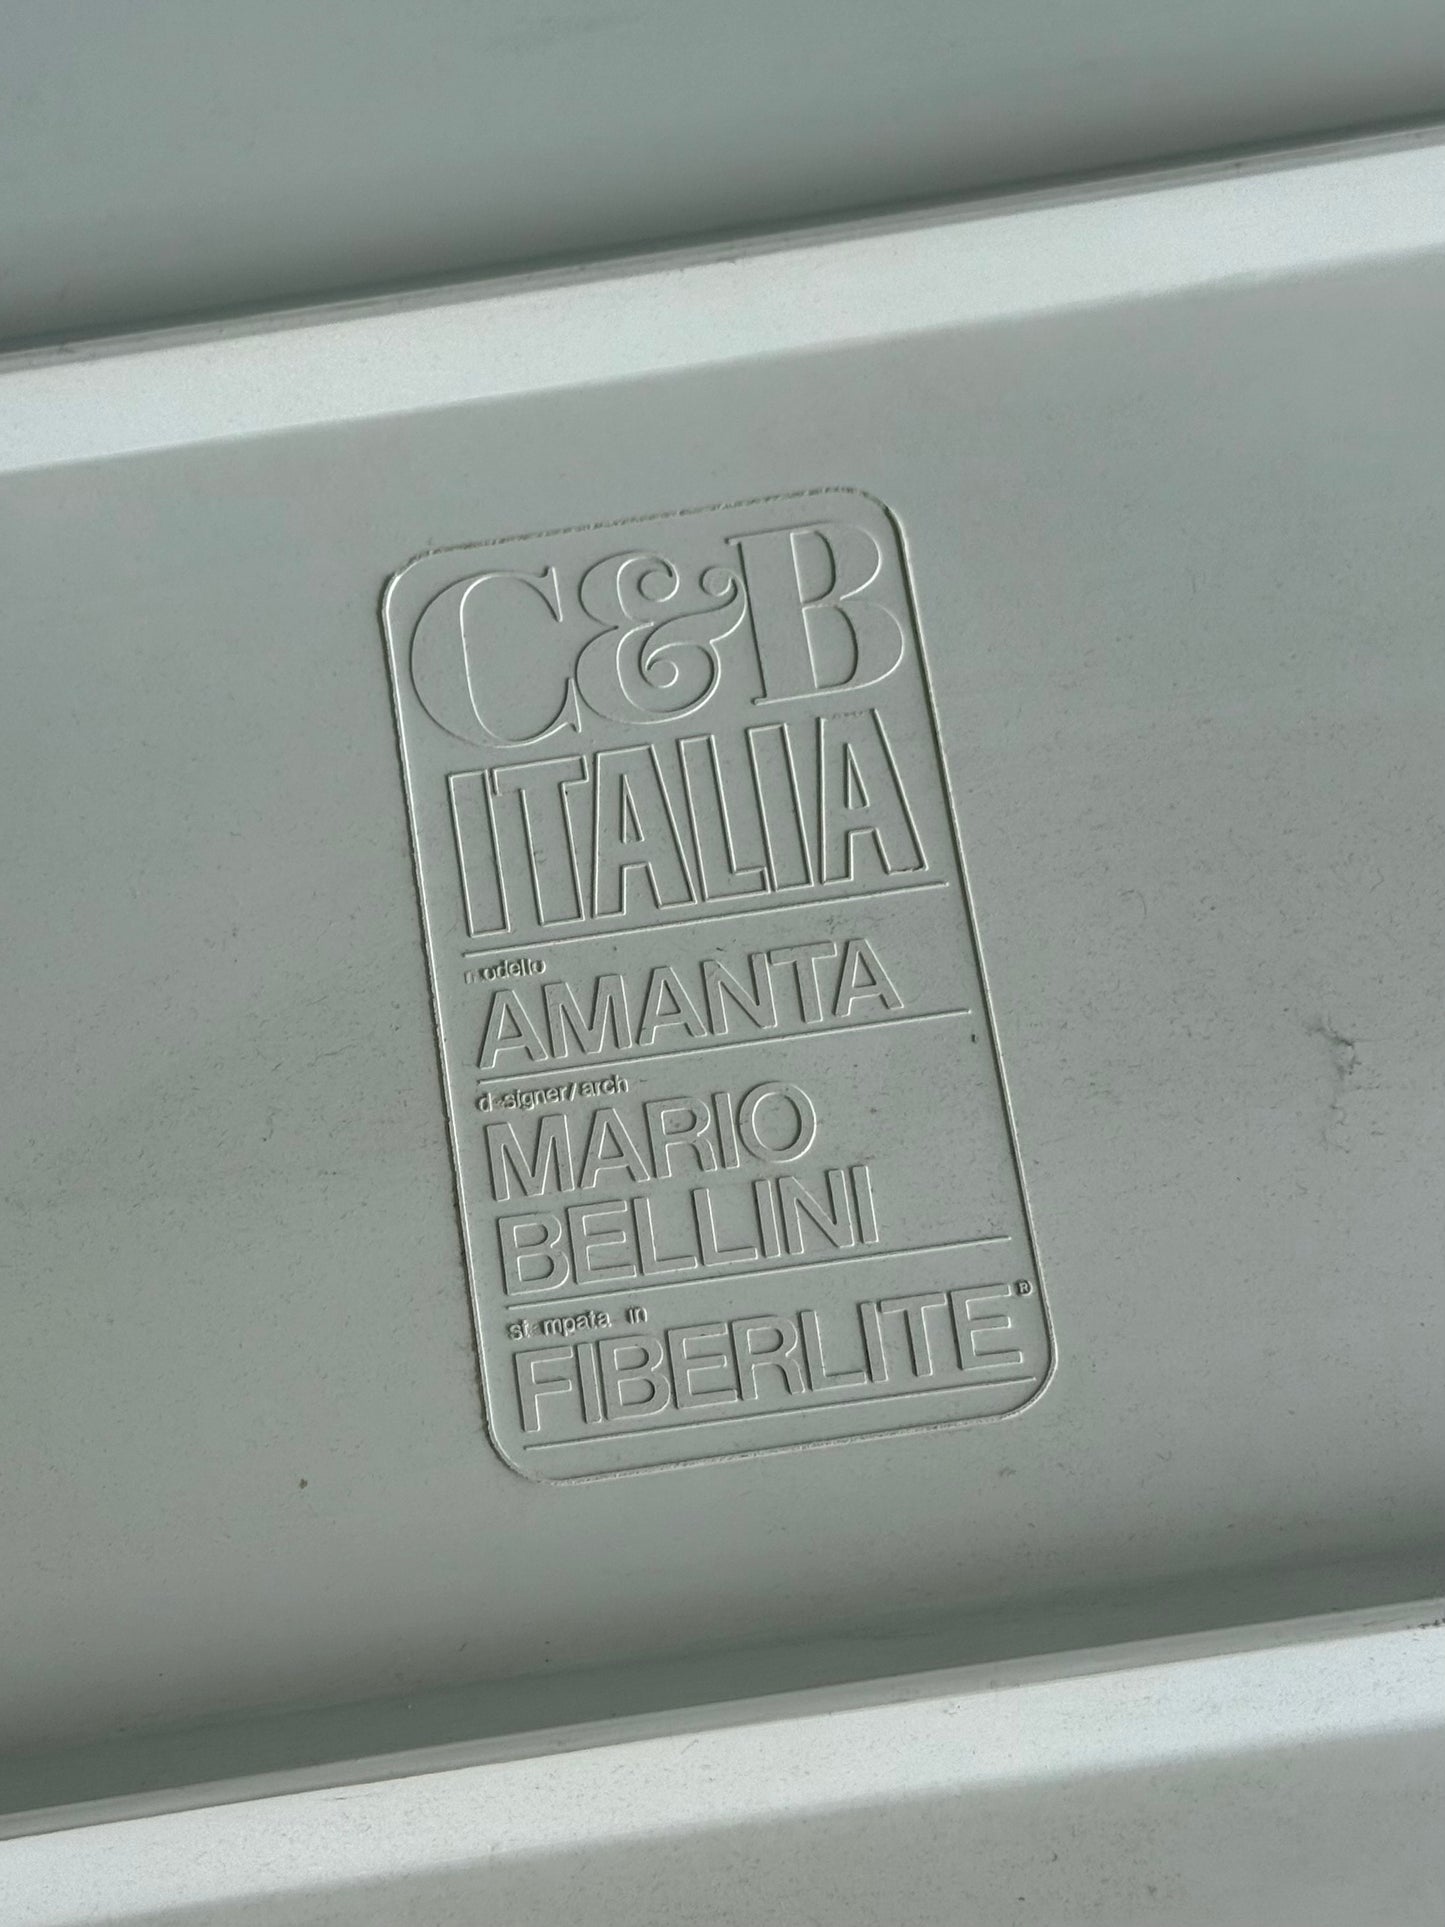 C&B
ITALIA
modello
AMANTA
designer/arch
MARIO
BELLINI
stampata in
FIBERLITE®